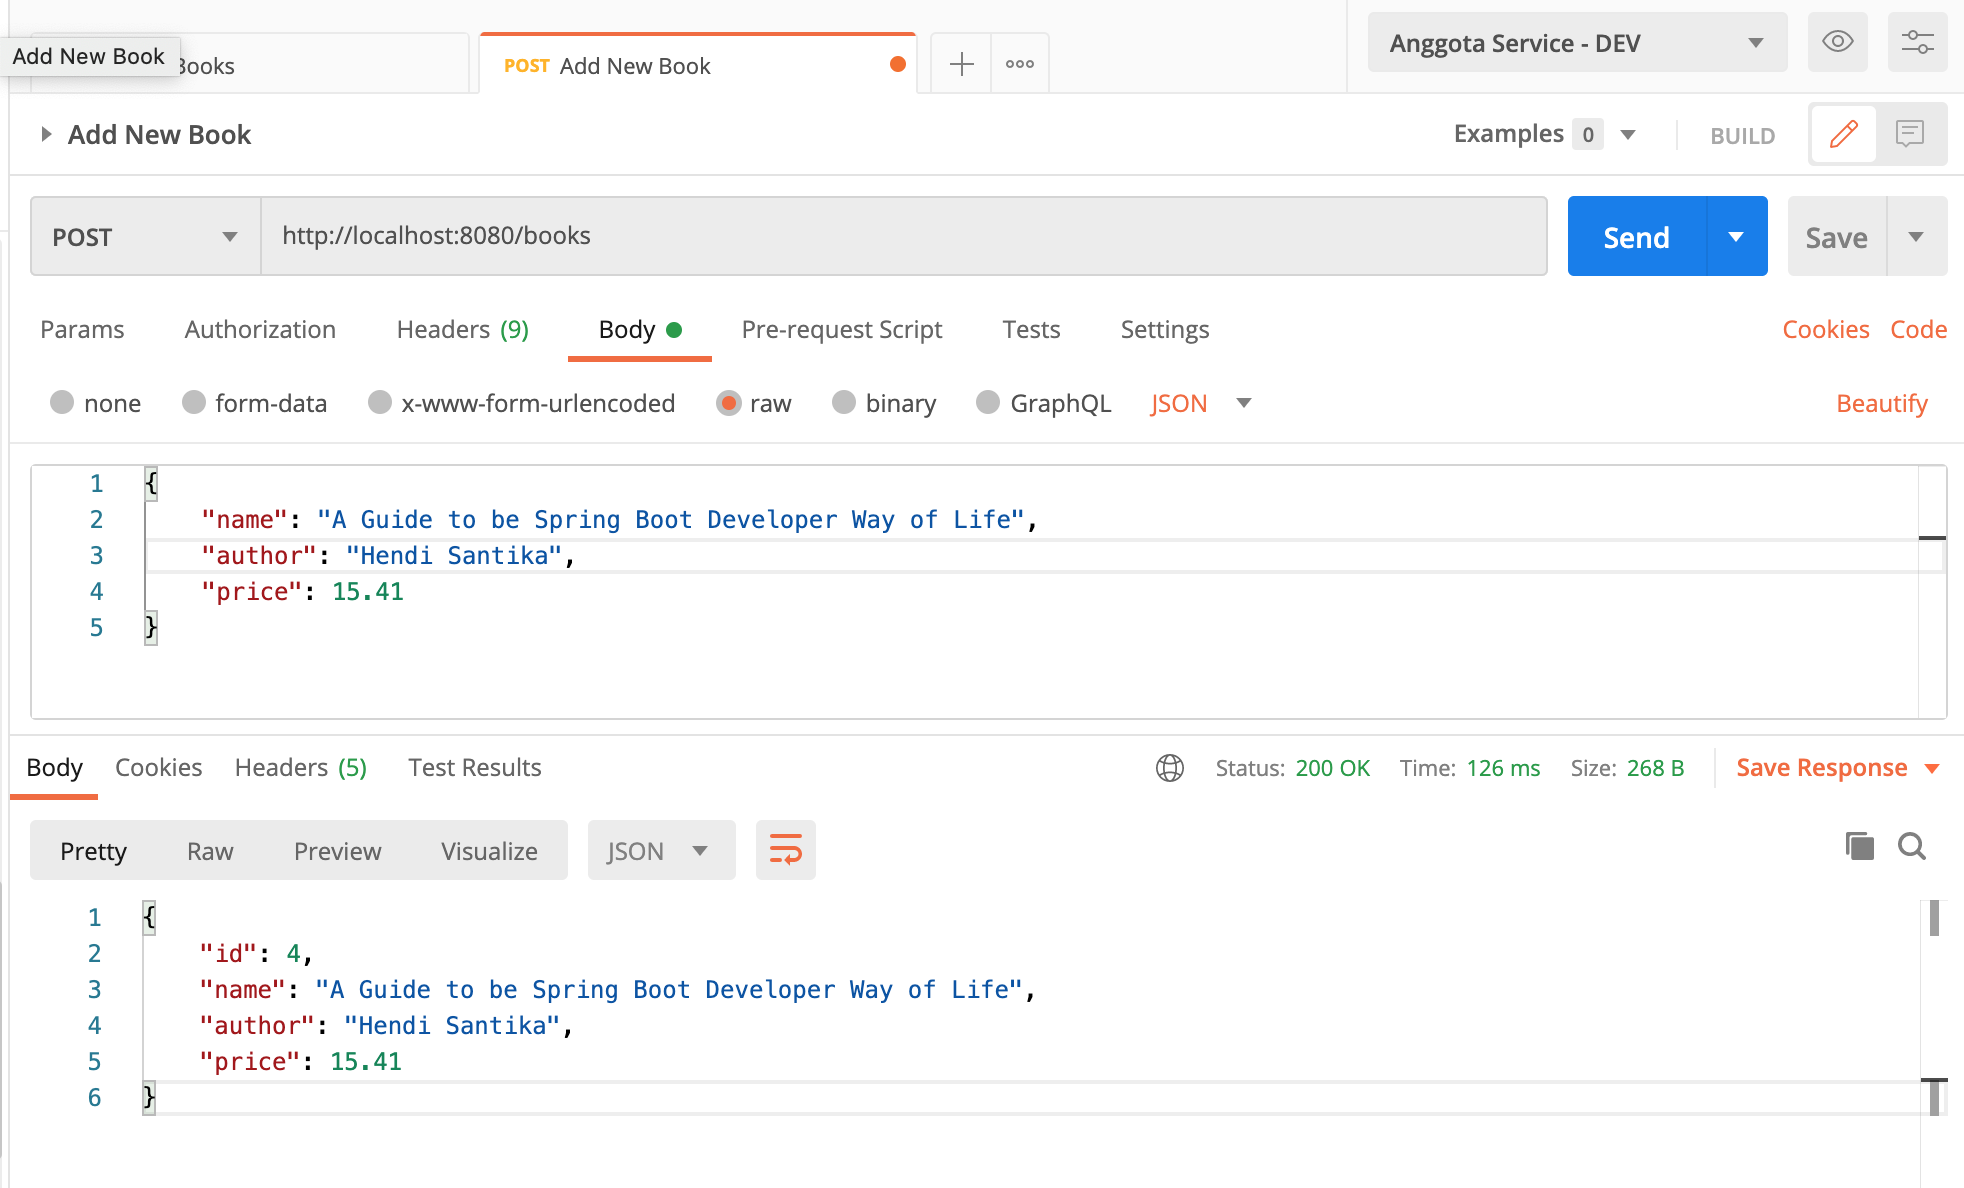 Add New Book
Books
POST Add New Book
Anggota Service - DEV
Add New Book
Examples 0
BUILD
POST
http://localhost:8080/books
Send
Save
Params Authorization Headers (9) Body Pre-request Script Tests Settings Cookies Code
none form-data x-www-form-urlencoded raw binary GraphQL JSON Beautify
1 {
2 "name": "A Guide to be Spring Boot Developer Way of Life",
3 "author": "Hendi Santika",
4 "price": 15.41
5 }
Body Cookies Headers (5) Test Results Status: 200 OK Time: 126 ms Size: 268 B Save Response
Pretty Raw Preview Visualize JSON
1 {
2 "id": 4,
3 "name": "A Guide to be Spring Boot Developer Way of Life",
4 "author": "Hendi Santika",
5 "price": 15.41
6 }